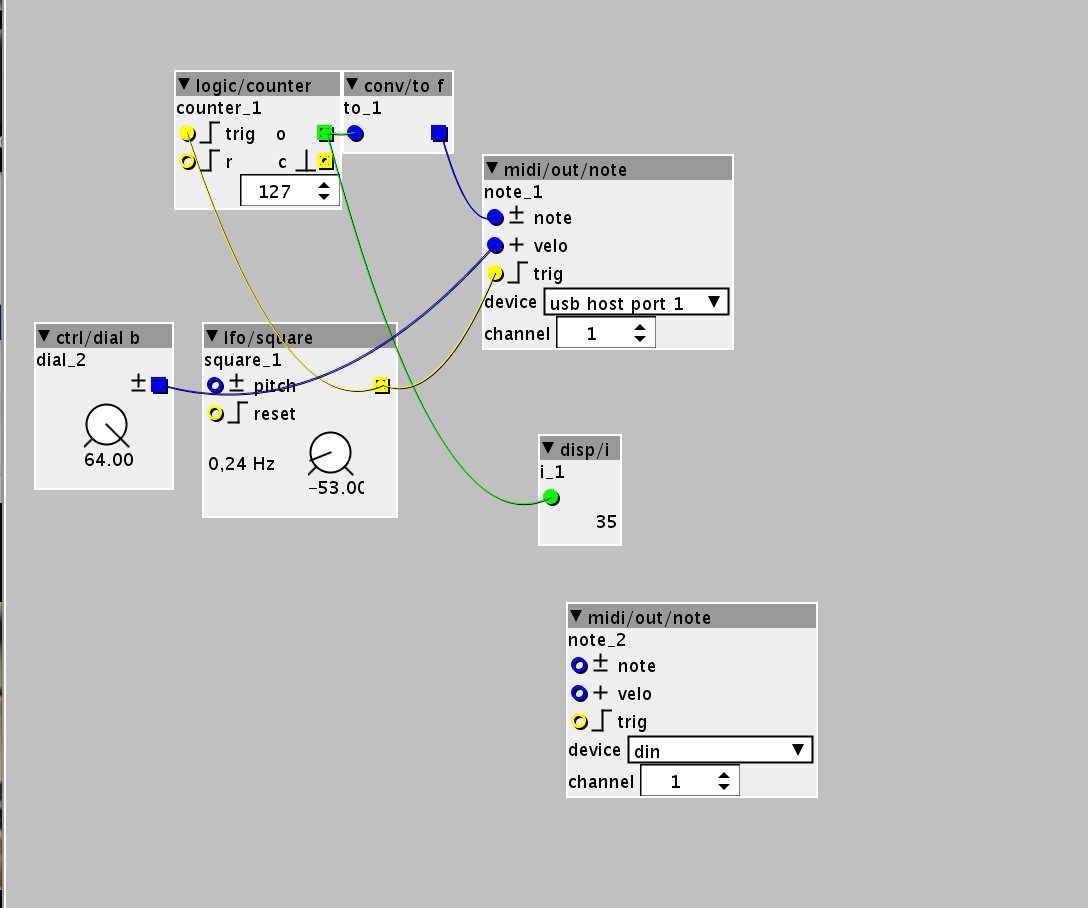 logic/counter
counter_1
trig o
r c
127
conv/to f
to_1
midi/out/note
note_1
± note
+ velo
trig
device usb host port 1
channel 1
ctrl/dial b
dial_2
±
64.00
lfo/square
square_1
± pitch
reset
0,24 Hz
−53.00
disp/i
i_1
35
midi/out/note
note_2
± note
+ velo
trig
device din
channel 1